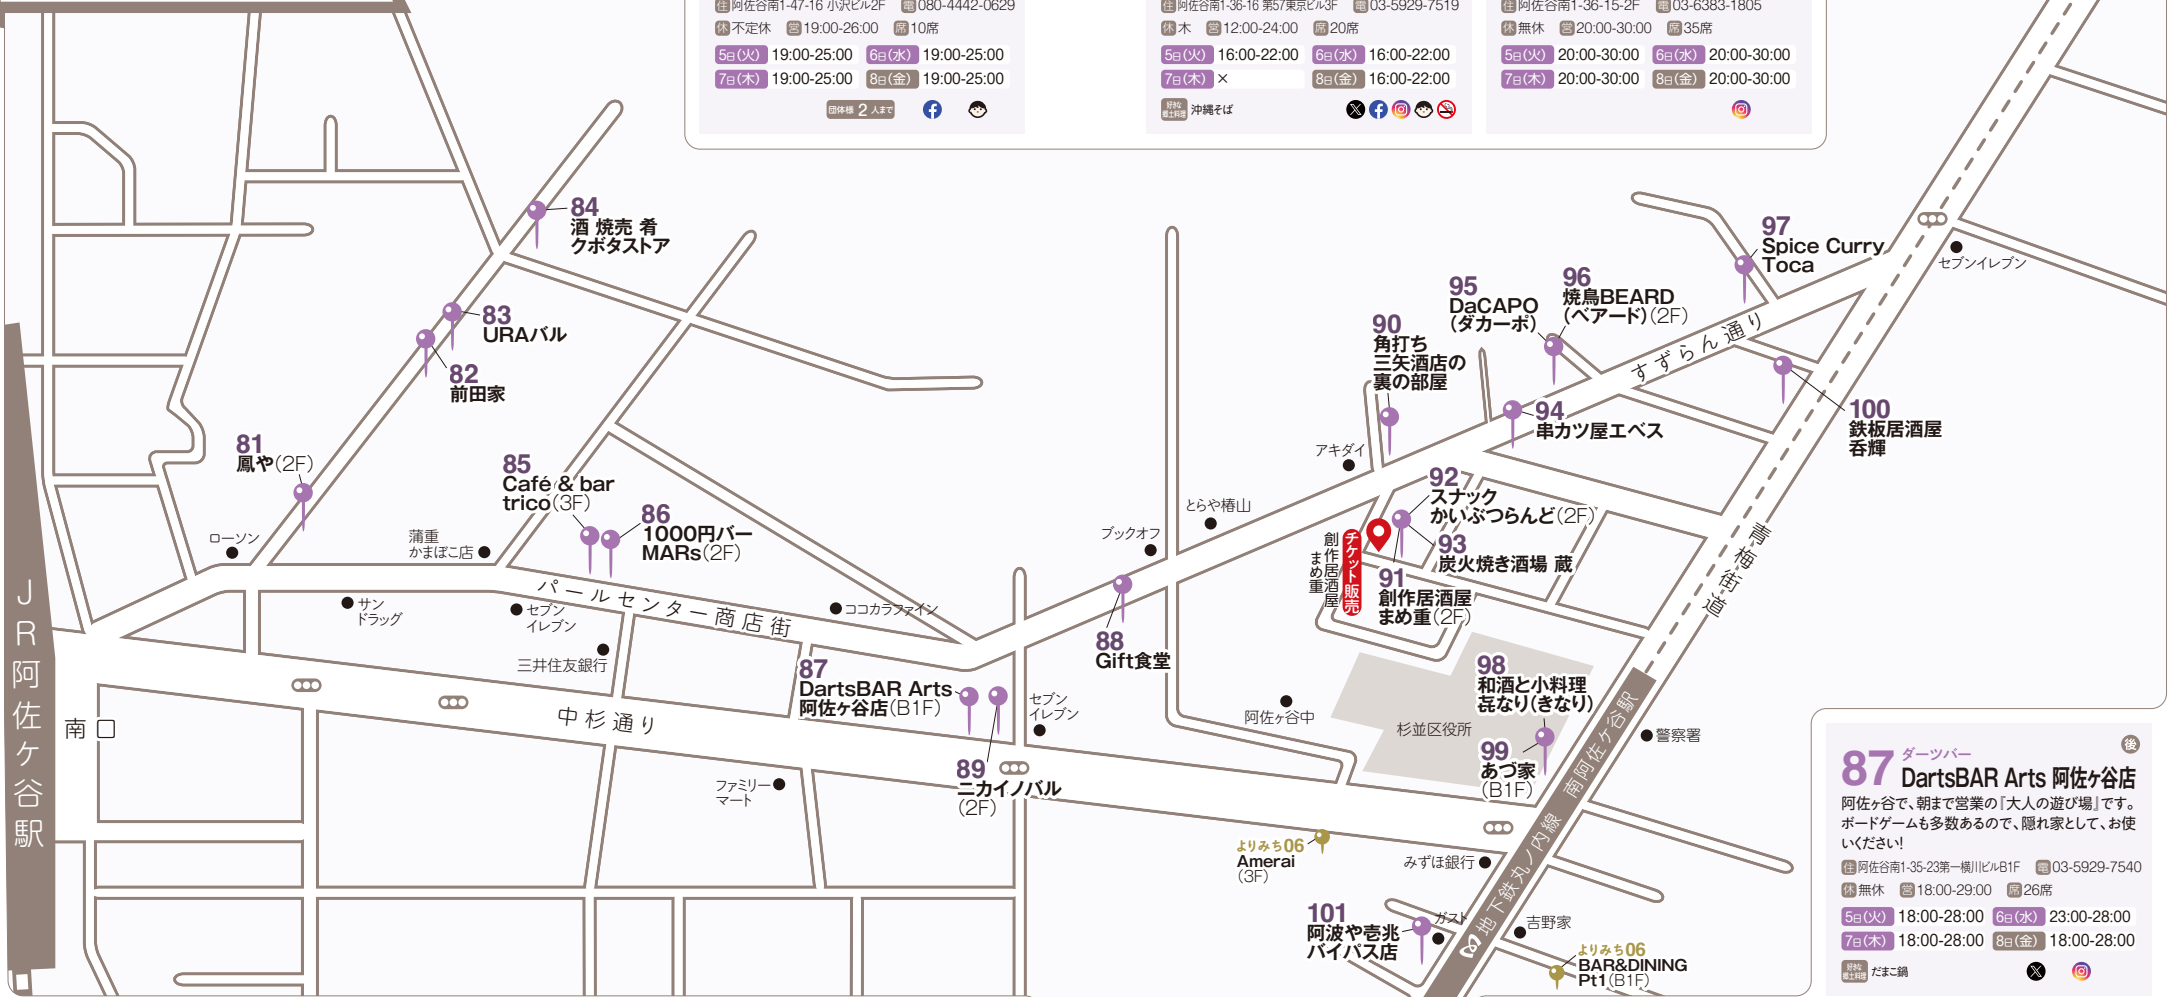 住 阿佐谷南1-47-16 小沢ビル2F 電 080-4442-0629
休 不定休 営 19:00-26:00 席 10席
5日(火) 19:00-25:00 6日(水) 19:00-25:00
7日(木) 19:00-25:00 8日(金) 19:00-25:00
団体様 2 人まで
住 阿佐谷南1-36-16 第57東京ビル3F 電 03-5929-7519
休 木 営 12:00-24:00 席 20席
5日(火) 16:00-22:00 6日(水) 16:00-22:00
7日(木) × 8日(金) 16:00-22:00
好きな郷土料理 沖縄そば
住 阿佐谷南1-36-15-2F 電 03-6383-1805
休 無休 営 20:00-30:00 席 35席
5日(火) 20:00-30:00 6日(水) 20:00-30:00
7日(木) 20:00-30:00 8日(金) 20:00-30:00
84
酒 焼売 肴
クボタストア
83
URAバル
82
前田家
81
鳳や(2F)
85
Café & bar
trico(3F)
86
1000円バー
MARs(2F)
ローソン
蒲重
かまぼこ店
サン
ドラッグ
セブン
イレブン
三井住友銀行
パールセンター商店街
ココカラファイン
87
DartsBAR Arts
阿佐ヶ谷店(B1F)
セブン
イレブン
89
ニカイノバル
(2F)
88
Gift食堂
ブックオフ
とらや椿山
アキダイ
90
角打ち
三矢酒店の
裏の部屋
95
DaCAPO
(ダカーポ)
96
焼鳥BEARD
(ベアード)(2F)
97
Spice Curry
Toca
セブンイレブン
すずらん通り
94
串カツ屋エベス
100
鉄板居酒屋
呑輝
92
スナック
かいぶつらんど(2F)
93
炭火焼き酒場 蔵
91
創作居酒屋
まめ重(2F)
チケット販売
創作居酒屋
まめ重
青梅街道
98
和酒と小料理
㐂なり(きなり)
99
あづ家
(B1F)
杉並区役所
阿佐ヶ谷中
警察署
南阿佐ケ谷駅
地下鉄丸ノ内線
JR阿佐ケ谷駅
南口
中杉通り
ファミリー
マート
よりみち06
Amerai
(3F)
みずほ銀行
101
阿波や壱兆
バイパス店
ガスト
吉野家
よりみち06
BAR&DINING
Pt1(B1F)
後
87 ダーツバー
DartsBAR Arts 阿佐ヶ谷店
阿佐ヶ谷で、朝まで営業の『大人の遊び場』です。
ボードゲームも多数あるので、隠れ家として、お使
いください!
住 阿佐谷南1-35-23第一横川ビルB1F 電 03-5929-7540
休 無休 営 18:00-29:00 席 26席
5日(火) 18:00-28:00 6日(水) 23:00-28:00
7日(木) 18:00-28:00 8日(金) 18:00-28:00
好きな郷土料理 だまこ鍋